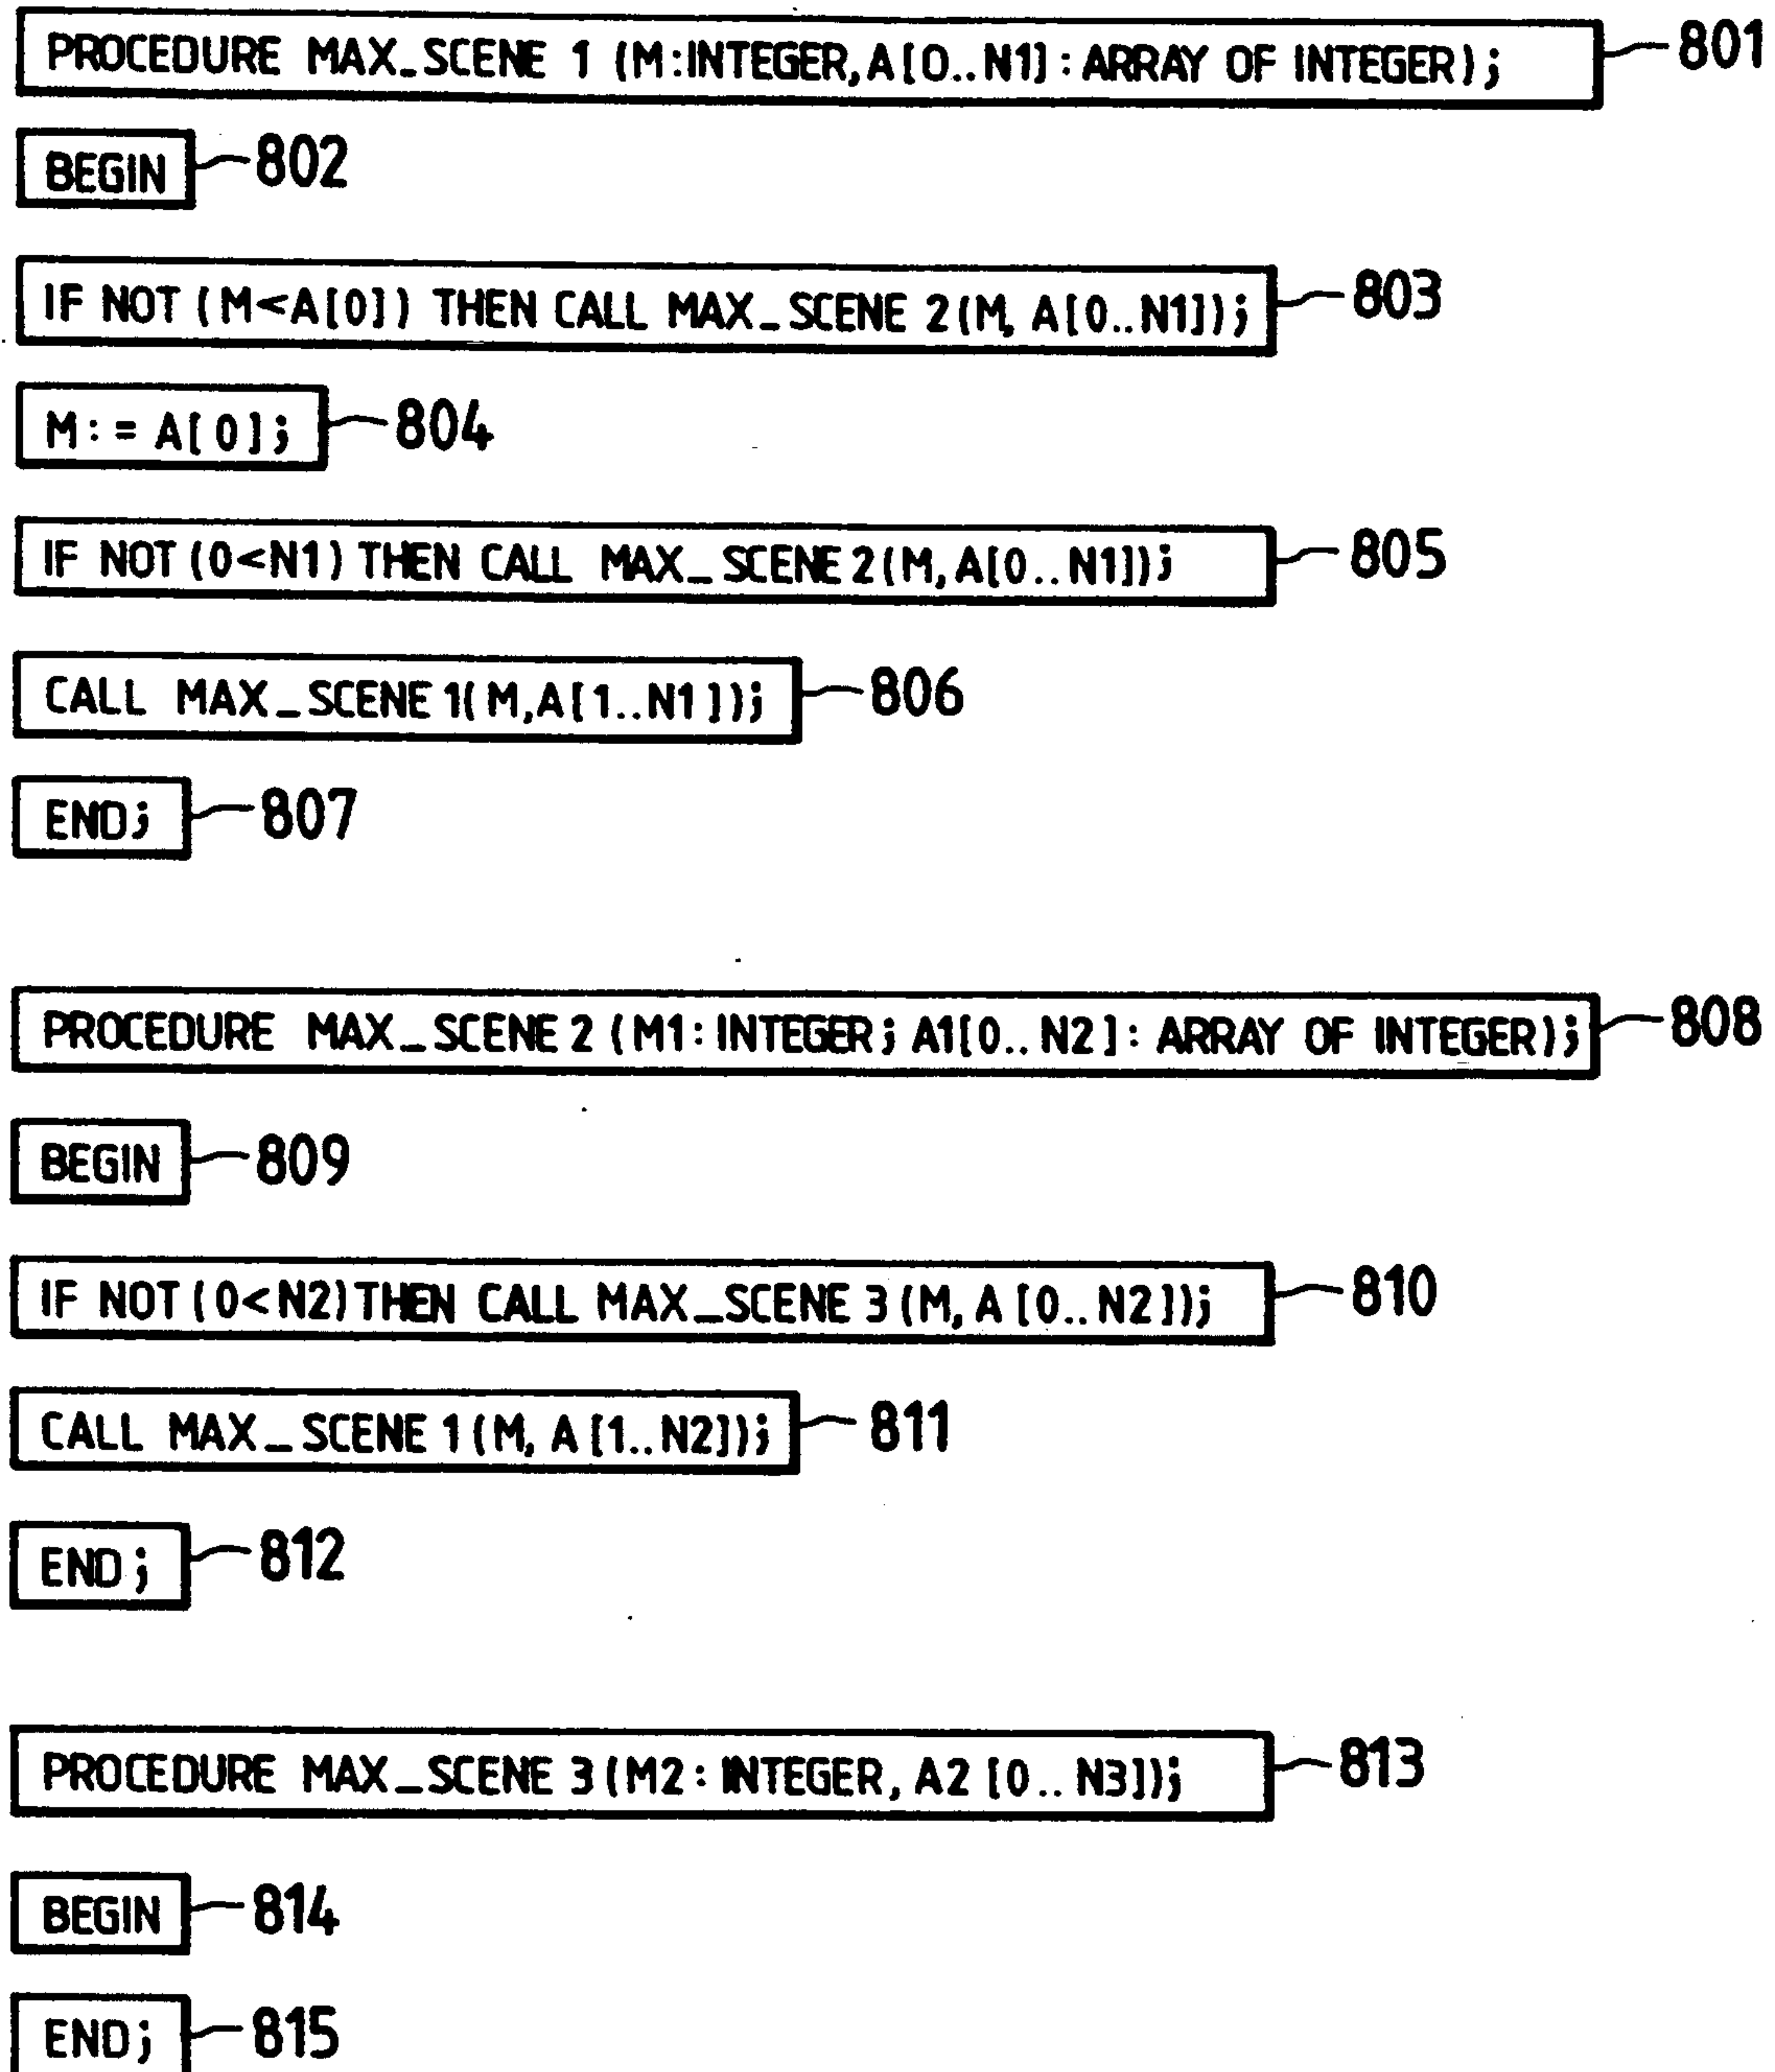 PROCEDURE MAX_SCENE 1 (M:INTEGER,A[0..N1]:ARRAY OF INTEGER); 801
BEGIN 802
IF NOT (M<A[0]) THEN CALL MAX_SCENE 2(M, A[0..N1]); 803
M:=A[0]; 804
IF NOT (0<N1) THEN CALL MAX_SCENE 2(M,A[0..N1]); 805
CALL MAX_SCENE 1(M,A[1..N1]); 806
END; 807
PROCEDURE MAX_SCENE 2 (M1:INTEGER; A1[0..N2]: ARRAY OF INTEGER); 808
BEGIN 809
IF NOT (0<N2) THEN CALL MAX_SCENE 3 (M, A[0..N2]); 810
CALL MAX_SCENE 1 (M, A[1..N2]); 811
END; 812
PROCEDURE MAX_SCENE 3 (M2: INTEGER, A2[0..N3]); 813
BEGIN 814
END; 815